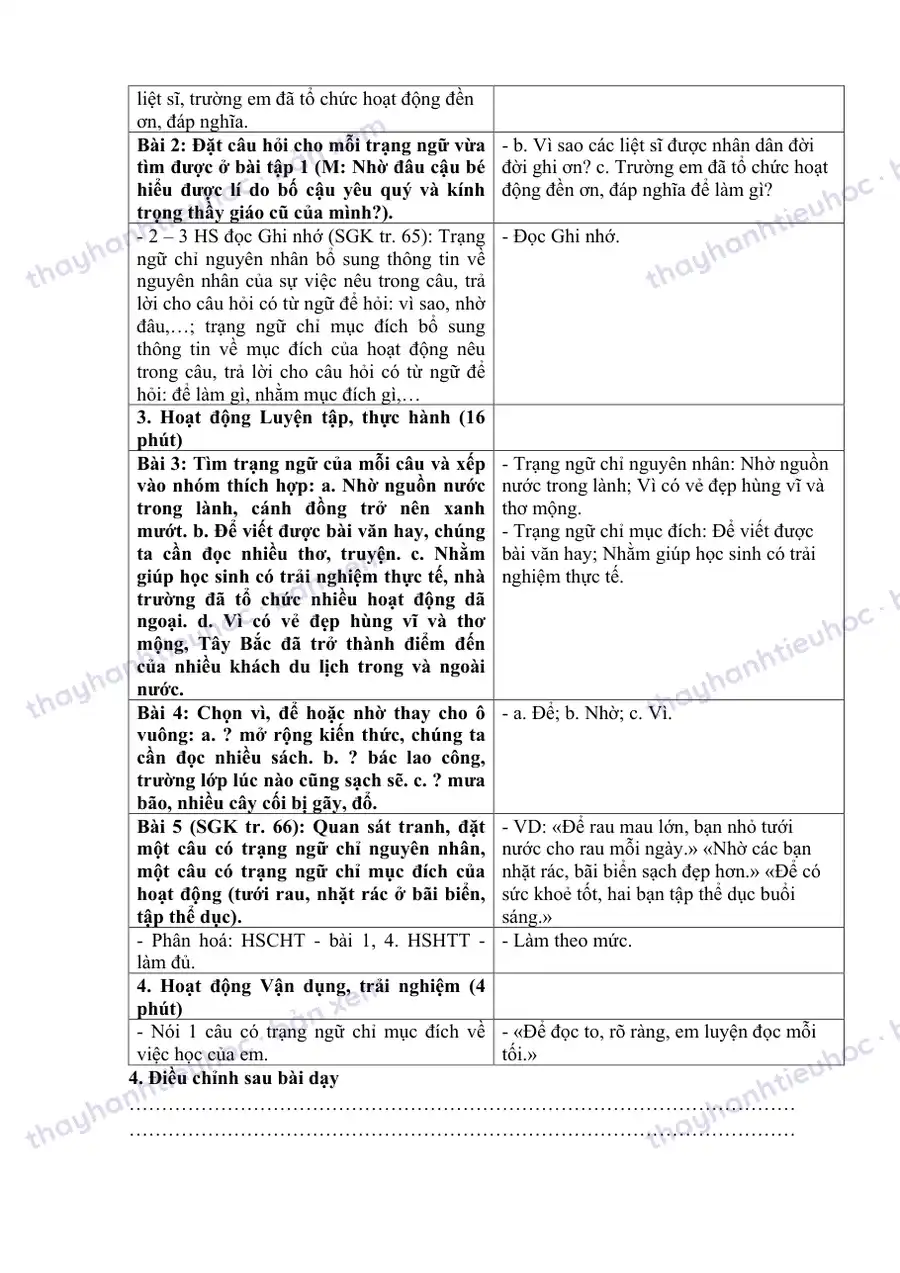 liệt sĩ, trường em đã tổ chức hoạt động đền
ơn, đáp nghĩa.
Bài 2: Đặt câu hỏi cho mỗi trạng ngữ vừa
tìm được ở bài tập 1 (M: Nhờ đâu cậu bé
hiểu được lí do bố cậu yêu quý và kính
trọng thầy giáo cũ của mình?).
- b. Vì sao các liệt sĩ được nhân dân đời
đời ghi ơn? c. Trường em đã tổ chức hoạt
động đền ơn, đáp nghĩa để làm gì?
- 2 – 3 HS đọc Ghi nhớ (SGK tr. 65): Trạng
ngữ chỉ nguyên nhân bổ sung thông tin về
nguyên nhân của sự việc nêu trong câu, trả
lời cho câu hỏi có từ ngữ để hỏi: vì sao, nhờ
đâu,…; trạng ngữ chỉ mục đích bổ sung
thông tin về mục đích của hoạt động nêu
trong câu, trả lời cho câu hỏi có từ ngữ để
hỏi: để làm gì, nhằm mục đích gì,…
- Đọc Ghi nhớ.
3. Hoạt động Luyện tập, thực hành (16
phút)
Bài 3: Tìm trạng ngữ của mỗi câu và xếp
vào nhóm thích hợp: a. Nhờ nguồn nước
trong lành, cánh đồng trở nên xanh
mướt. b. Để viết được bài văn hay, chúng
ta cần đọc nhiều thơ, truyện. c. Nhằm
giúp học sinh có trải nghiệm thực tế, nhà
trường đã tổ chức nhiều hoạt động dã
ngoại. d. Vì có vẻ đẹp hùng vĩ và thơ
mộng, Tây Bắc đã trở thành điểm đến
của nhiều khách du lịch trong và ngoài
nước.
- Trạng ngữ chỉ nguyên nhân: Nhờ nguồn
nước trong lành; Vì có vẻ đẹp hùng vĩ và
thơ mộng.
- Trạng ngữ chỉ mục đích: Để viết được
bài văn hay; Nhằm giúp học sinh có trải
nghiệm thực tế.
Bài 4: Chọn vì, để hoặc nhờ thay cho ô
vuông: a. ? mở rộng kiến thức, chúng ta
cần đọc nhiều sách. b. ? bác lao công,
trường lớp lúc nào cũng sạch sẽ. c. ? mưa
bão, nhiều cây cối bị gãy, đổ.
- a. Để; b. Nhờ; c. Vì.
Bài 5 (SGK tr. 66): Quan sát tranh, đặt
một câu có trạng ngữ chỉ nguyên nhân,
một câu có trạng ngữ chỉ mục đích của
hoạt động (tưới rau, nhặt rác ở bãi biển,
tập thể dục).
- VD: «Để rau mau lớn, bạn nhỏ tưới
nước cho rau mỗi ngày.» «Nhờ các bạn
nhặt rác, bãi biển sạch đẹp hơn.» «Để có
sức khoẻ tốt, hai bạn tập thể dục buổi
sáng.»
- Phân hoá: HSCHT - bài 1, 4. HSHTT -
làm đủ.
- Làm theo mức.
4. Hoạt động Vận dụng, trải nghiệm (4
phút)
- Nói 1 câu có trạng ngữ chỉ mục đích về
việc học của em.
- «Để đọc to, rõ ràng, em luyện đọc mỗi
tối.»
4. Điều chỉnh sau bài dạy
thayhanhtieuhoc · bản xem
thayhanhtieuhoc · b
thayhanhtieuhoc · bản xem
thayhanhtieuhoc · b
thayhanhtieuhoc · bản xem
thayhanhtieuhoc · b